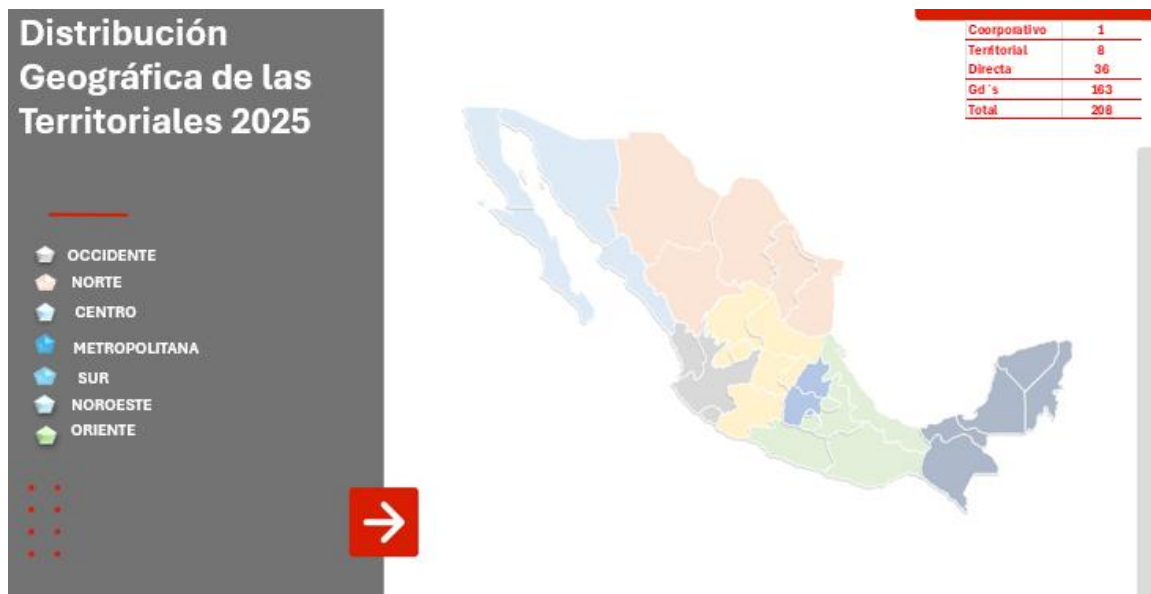 Distribución
Geográfica de las
Territoriales 2025
OCCIDENTE
NORTE
CENTRO
METROPOLITANA
SUR
NOROESTE
ORIENTE
Coorporativo 1
Territorial 8
Directa 36
Gd´s 163
Total 208